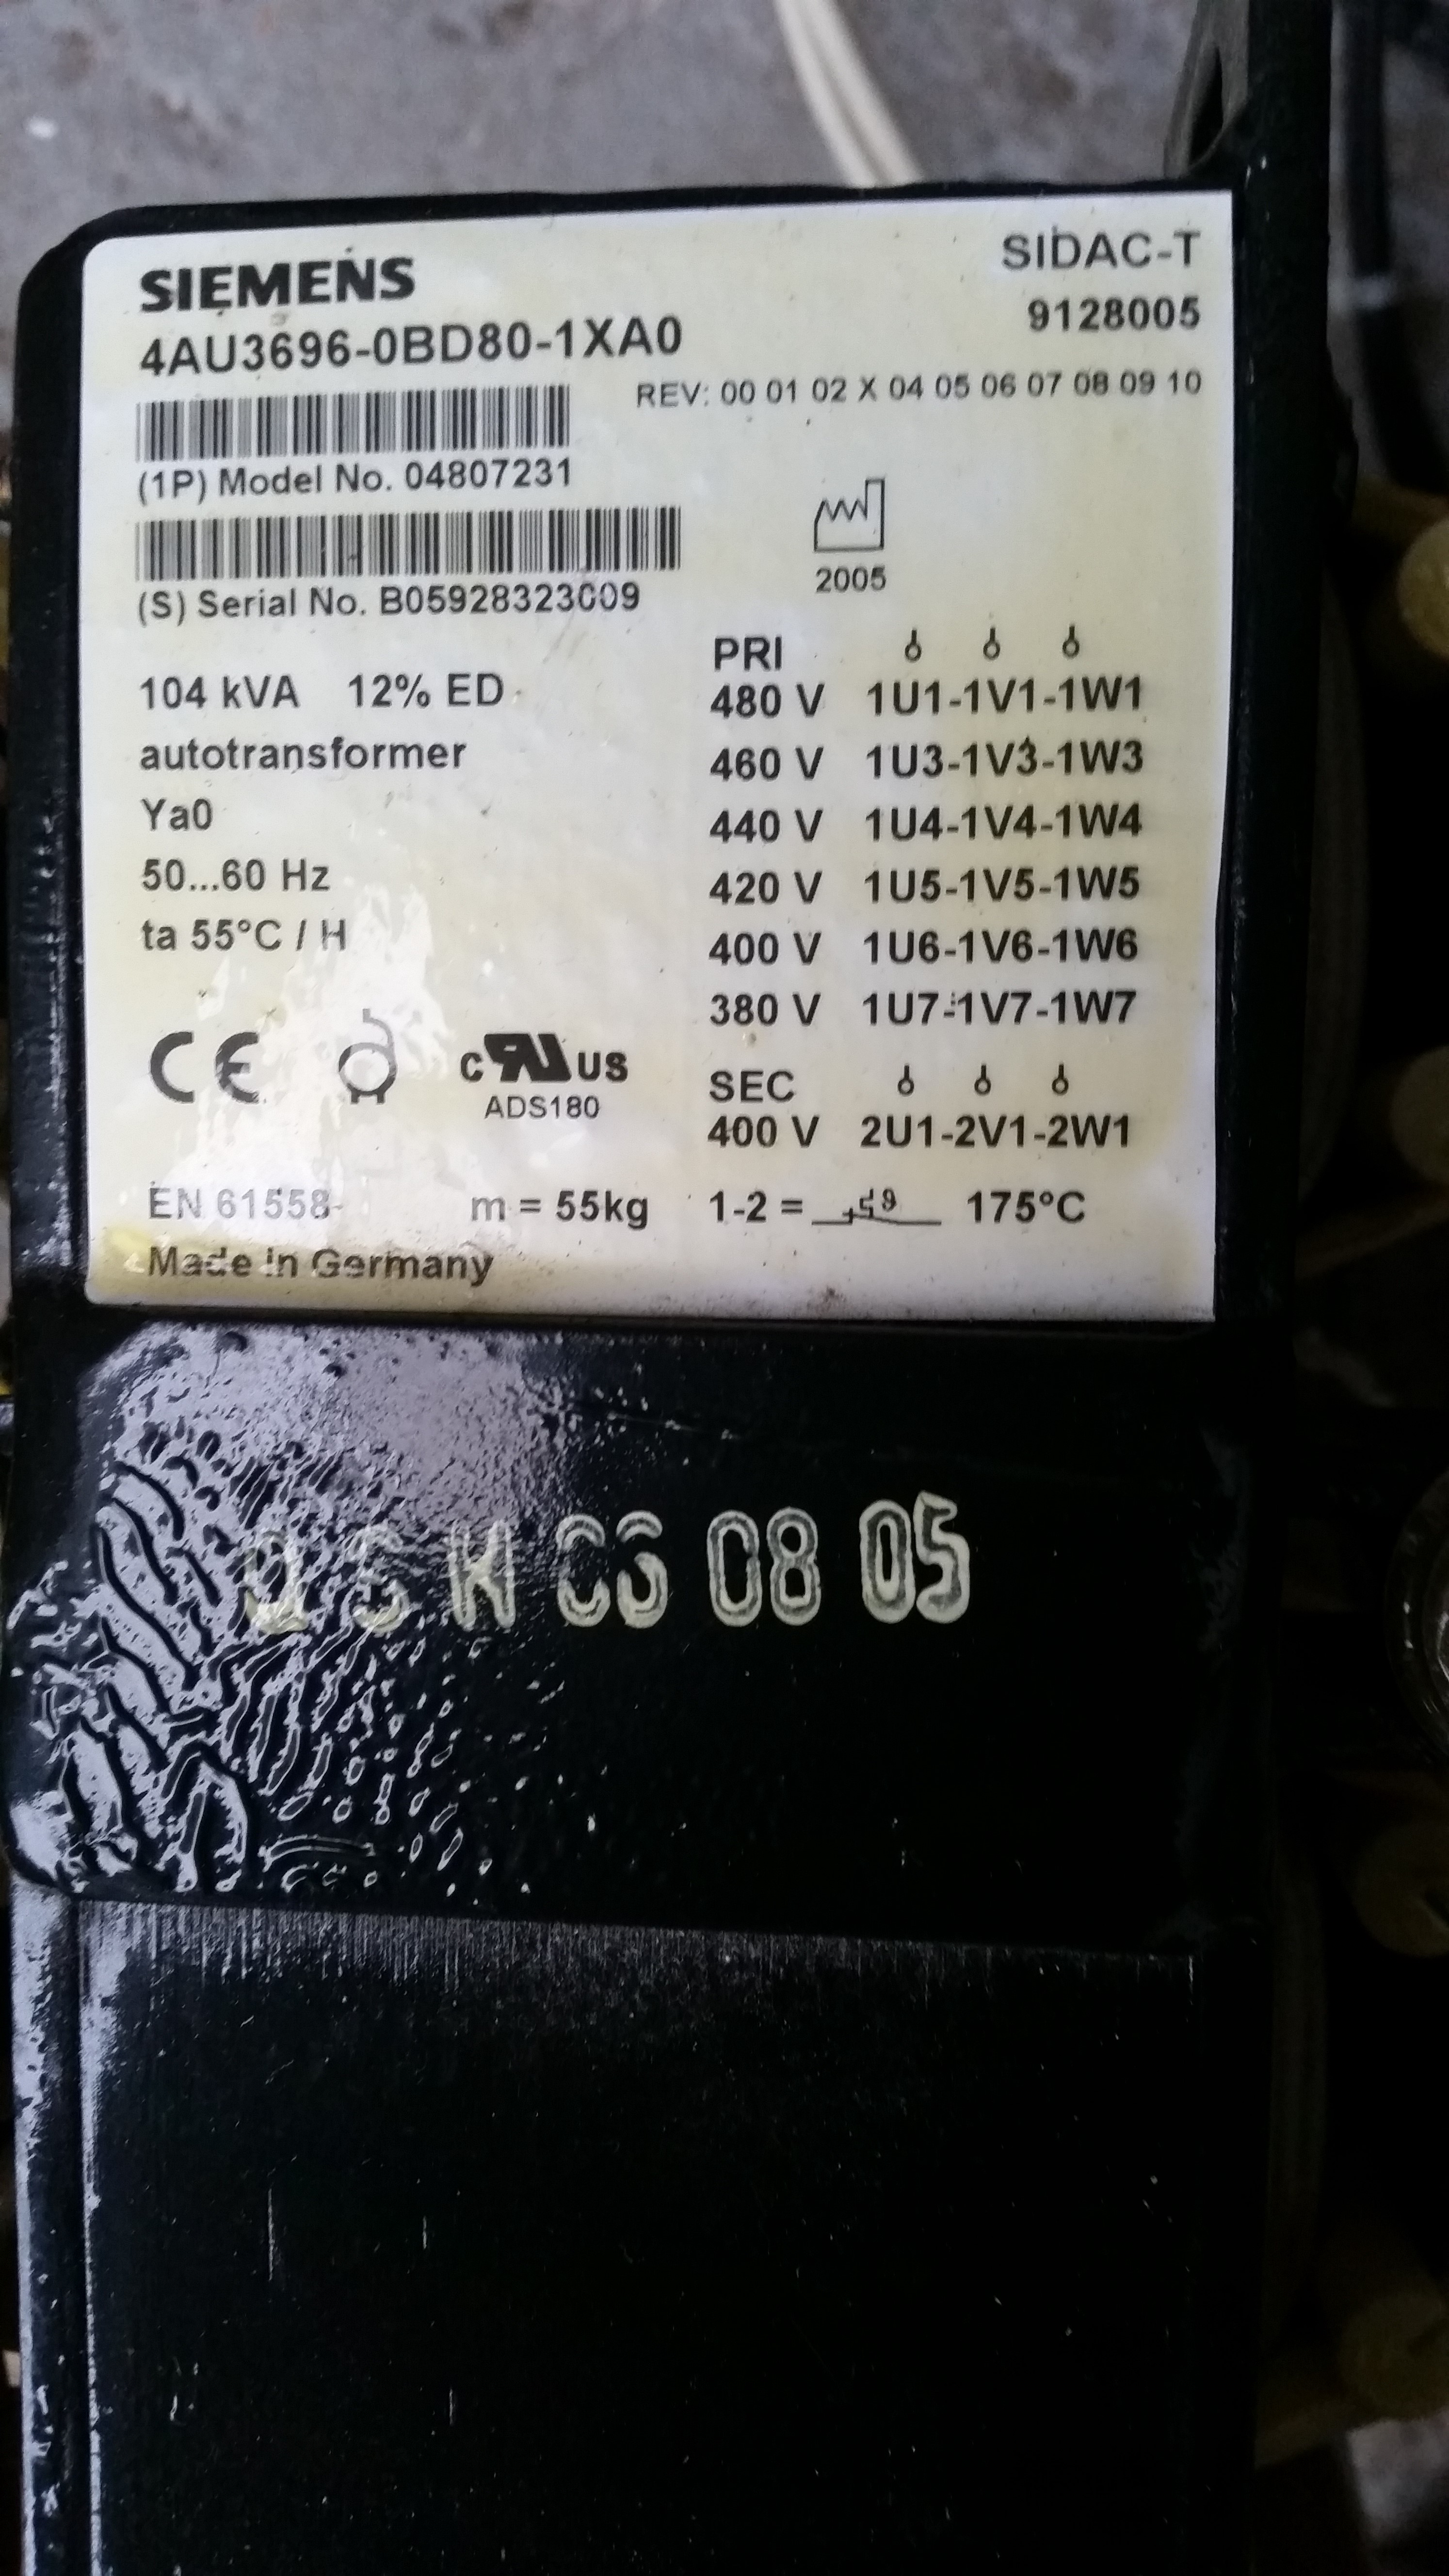 SIEMENS
SIDAC-T
4AU3696-0BD80-1XA0
9128005
REV: 00 01 02 X 04 05 06 07 08 09 10
(1P) Model No. 04807231
(S) Serial No. B05928323009
2005
104 kVA 12% ED
autotransformer
Ya0
50...60 Hz
ta 55°C / H
PRI
480 V 1U1-1V1-1W1
460 V 1U3-1V3-1W3
440 V 1U4-1V4-1W4
420 V 1U5-1V5-1W5
400 V 1U6-1V6-1W6
380 V 1U7-1V7-1W7
SEC
400 V 2U1-2V1-2W1
CE
c RU US
ADS180
EN 61558-
m = 55kg
1-2 = 175°C
Made in Germany
08 05